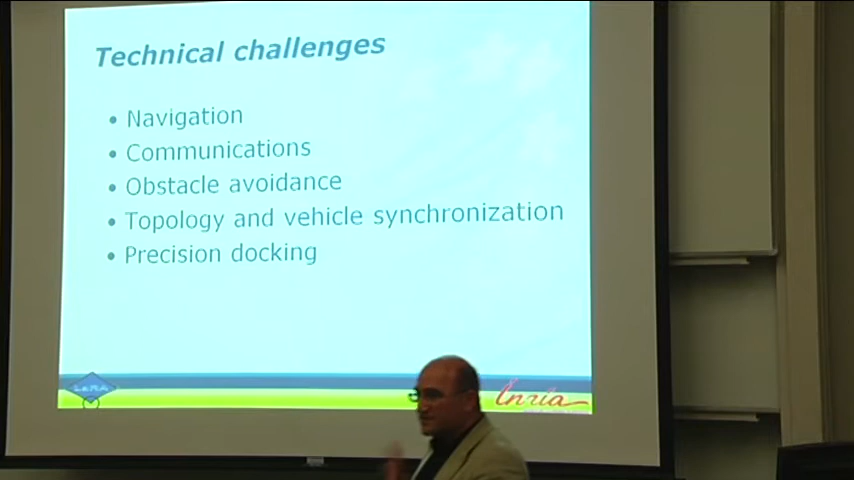 Technical challenges
• Navigation
• Communications
• Obstacle avoidance
• Topology and vehicle synchronization
• Precision docking
LaRA
Inria